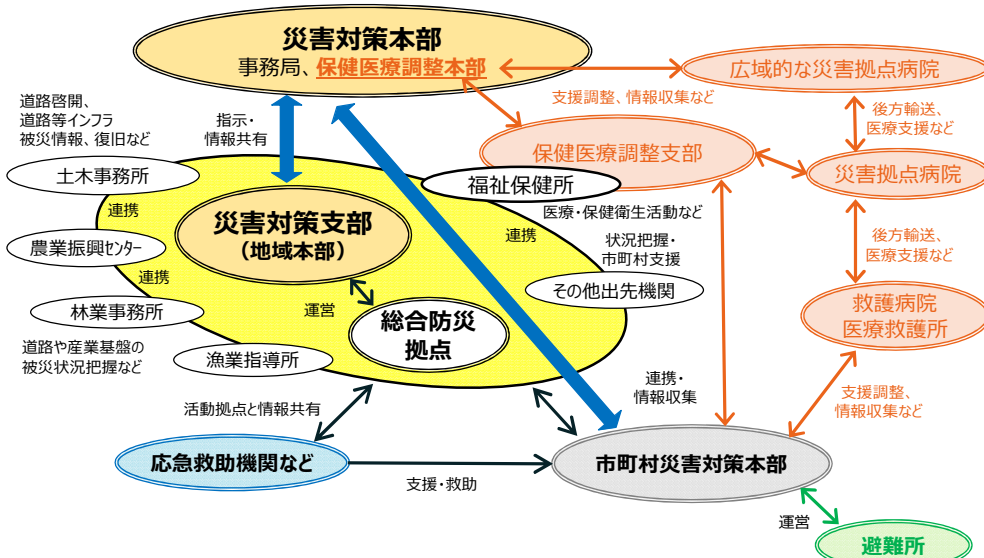 災害対策本部
事務局、保健医療調整本部
広域的な災害拠点病院
支援調整、情報収集など
道路啓開、
道路等インフラ
被災情報、復旧など
指示・
情報共有
後方輸送、
医療支援など
保健医療調整支部
土木事務所
福祉保健所
災害拠点病院
連携
災害対策支部
（地域本部）
医療・保健衛生活動など
連携
状況把握・
市町村支援
農業振興センター
連携
後方輸送、
医療支援など
その他出先機関
林業事務所
運営
総合防災
拠点
救護病院
医療救護所
道路や産業基盤の
被災状況把握など
漁業指導所
連携・
情報収集
支援調整、
情報収集など
活動拠点と情報共有
応急救助機関など
市町村災害対策本部
支援・救助
運営
避難所